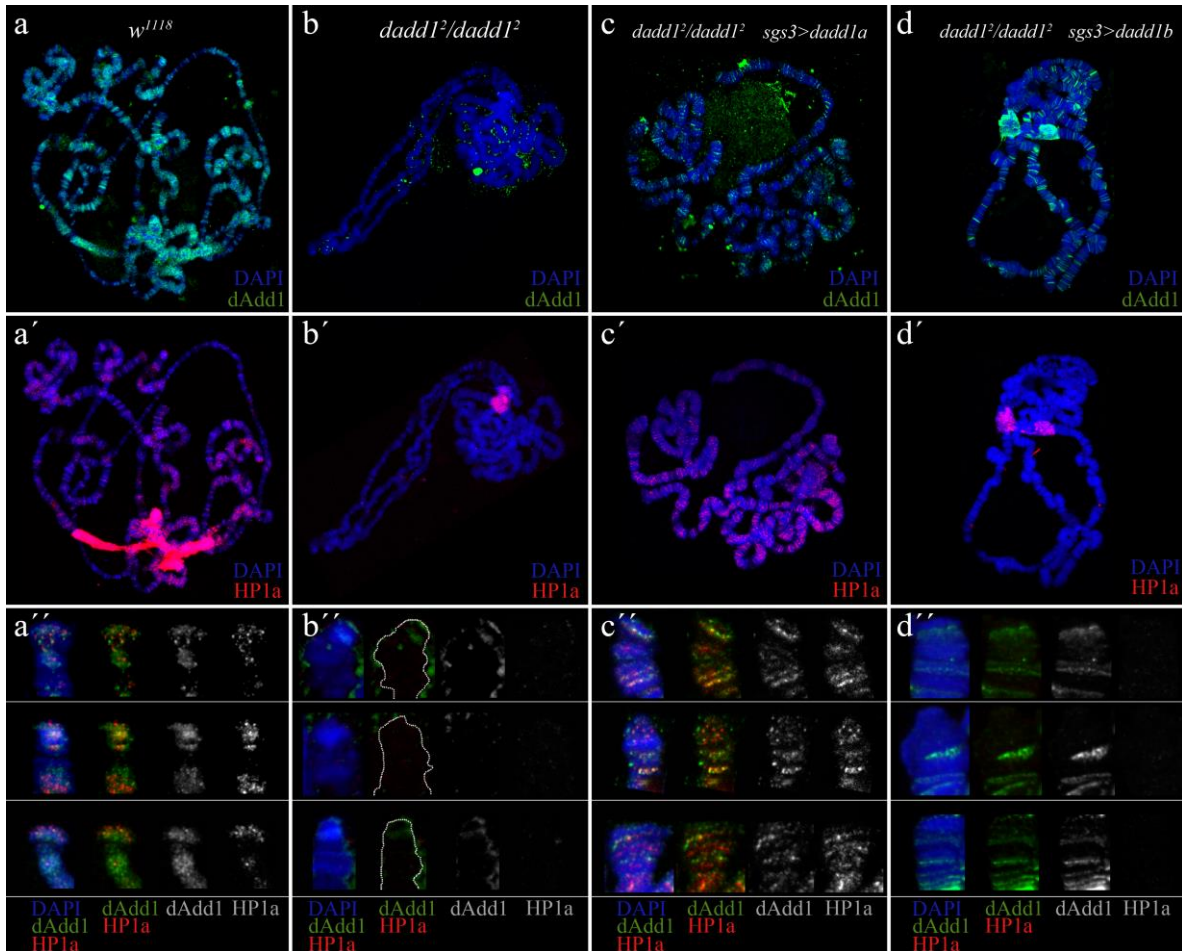 a
w¹¹¹⁸
DAPI
dAdd1
b
dadd1²/dadd1²
DAPI
dAdd1
c
dadd1²/dadd1² sgs3>dadd1a
DAPI
dAdd1
d
dadd1²/dadd1² sgs3>dadd1b
DAPI
dAdd1
a´
DAPI
HP1a
b´
DAPI
HP1a
c´
DAPI
HP1a
d´
DAPI
HP1a
a´´
DAPI dAdd1 dAdd1 HP1a
dAdd1 HP1a
HP1a
b´´
DAPI dAdd1 dAdd1 HP1a
dAdd1 HP1a
HP1a
c´´
DAPI dAdd1 dAdd1 HP1a
dAdd1 HP1a
HP1a
d´´
DAPI dAdd1 dAdd1 HP1a
dAdd1 HP1a
HP1a